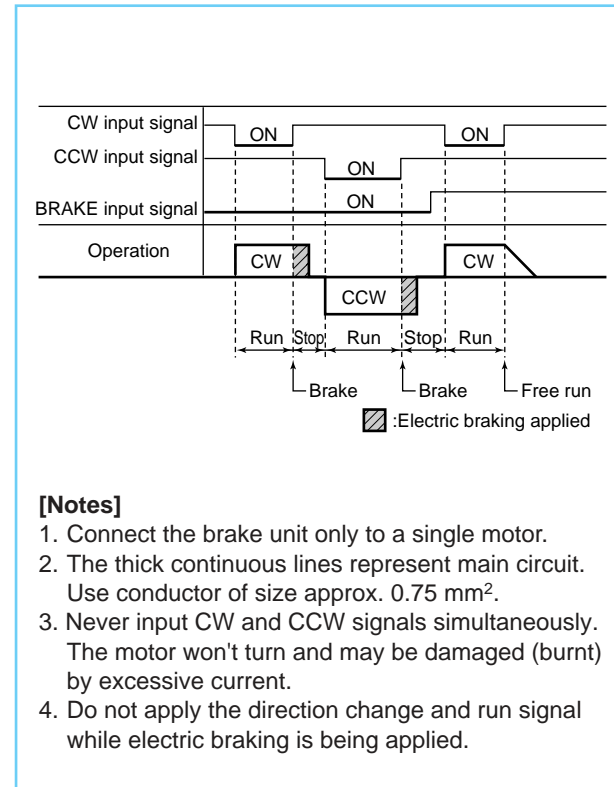 CW input signal
ON
ON
CCW input signal
ON
BRAKE input signal
ON
Operation
CW
CW
CCW
Run Stop Run Stop Run
Brake
Brake
Free run
:Electric braking applied
[Notes]
1. Connect the brake unit only to a single motor.
2. The thick continuous lines represent main circuit.
Use conductor of size approx. 0.75 mm².
3. Never input CW and CCW signals simultaneously.
The motor won't turn and may be damaged (burnt)
by excessive current.
4. Do not apply the direction change and run signal
while electric braking is being applied.